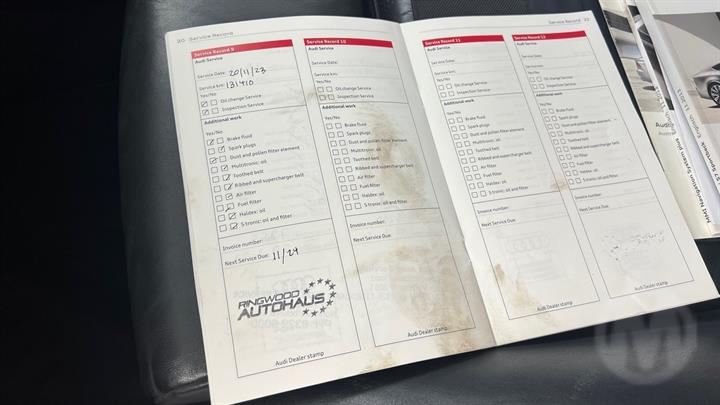 20 Service Record
Service Record 9
Audi Service
Service Date: 20/11/23
Service km: 131910
Yes/No
Oil change Service
Inspection Service
Additional work
Yes/No
Brake fluid
Spark plugs
Dust and pollen filter element
Multitronic: oil
Toothed belt
Ribbed and supercharger belt
Air filter
Fuel filter
Haldex: oil
S tronic: oil and filter
Invoice number:
Next Service Due: 11/24
RINGWOOD
AUTOHAUS
Audi Dealer stamp
Service Record 10
Audi Service
Service Date:
Service km:
Yes/No
Oil change Service
Inspection Service
Additional work
Yes/No
Brake fluid
Spark plugs
Dust and pollen filter element
Multitronic: oil
Toothed belt
Ribbed and supercharger belt
Air filter
Fuel filter
Haldex: oil
S tronic: oil and filter
Invoice number:
Next Service Due:
Audi Dealer stamp
Service Record 22
Service Record 11
Audi Service
Service Date:
Service km:
Yes/No
Oil change Service
Inspection Service
Additional work
Yes/No
Brake fluid
Spark plugs
Dust and pollen filter element
Multitronic: oil
Toothed belt
Ribbed and supercharger belt
Air filter
Fuel filter
Haldex: oil
S tronic: oil and filter
Invoice number:
Next Service Due:
Audi Dealer stamp
Service Record 12
Audi Service
Service Date:
Service km:
Yes/No
Oil change Service
Inspection Service
Additional work
Yes/No
Brake fluid
Spark plugs
Dust and pollen filter element
Multitronic: oil
Toothed belt
Ribbed and supercharger belt
Air filter
Fuel filter
Haldex: oil
S tronic: oil and filter
Invoice number:
Next Service Due:
Audi Dealer stamp
MMI Navigation System plus
English 11.2013